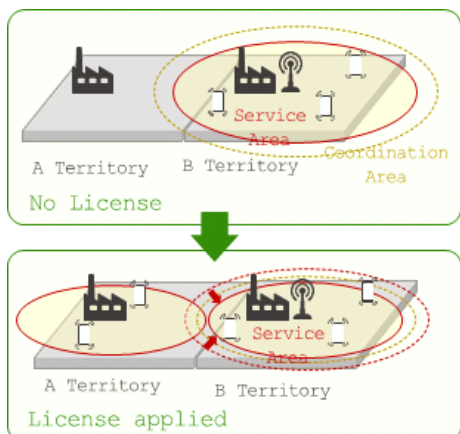 Service
Area
A Territory
B Territory
Coordination
Area
No License
Service
Area
A Territory
B Territory
License applied